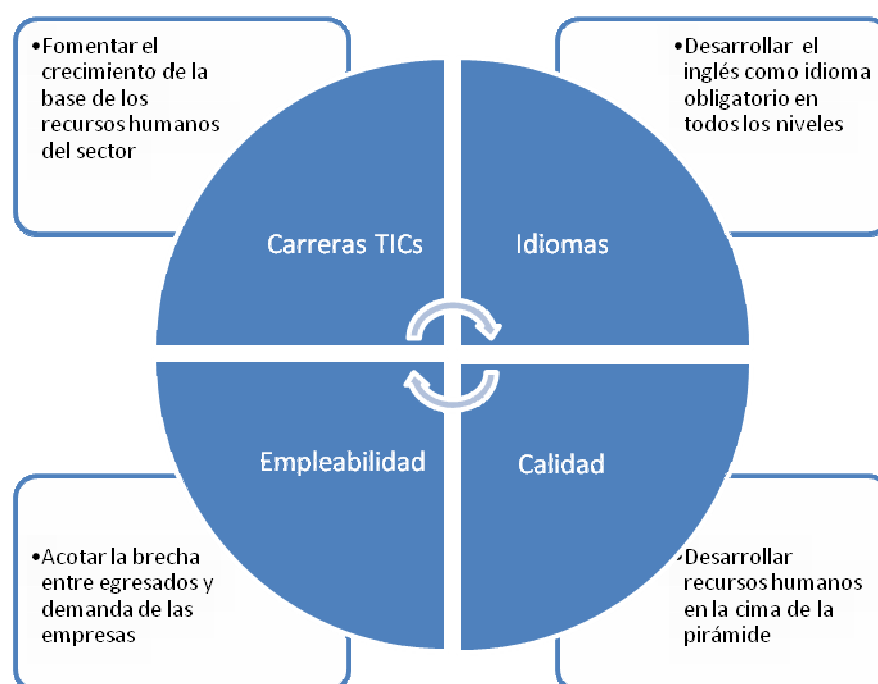 •Fomentar el
crecimiento de la
base de los
recursos humanos
del sector
•Desarrollar el
inglés como idioma
obligatorio en
todos los niveles
Carreras TICs
Idiomas
Empleabilidad
Calidad
•Acotar la brecha
entre egresados y
demanda de las
empresas
•Desarrollar
recursos humanos
en la cima de la
pirámide